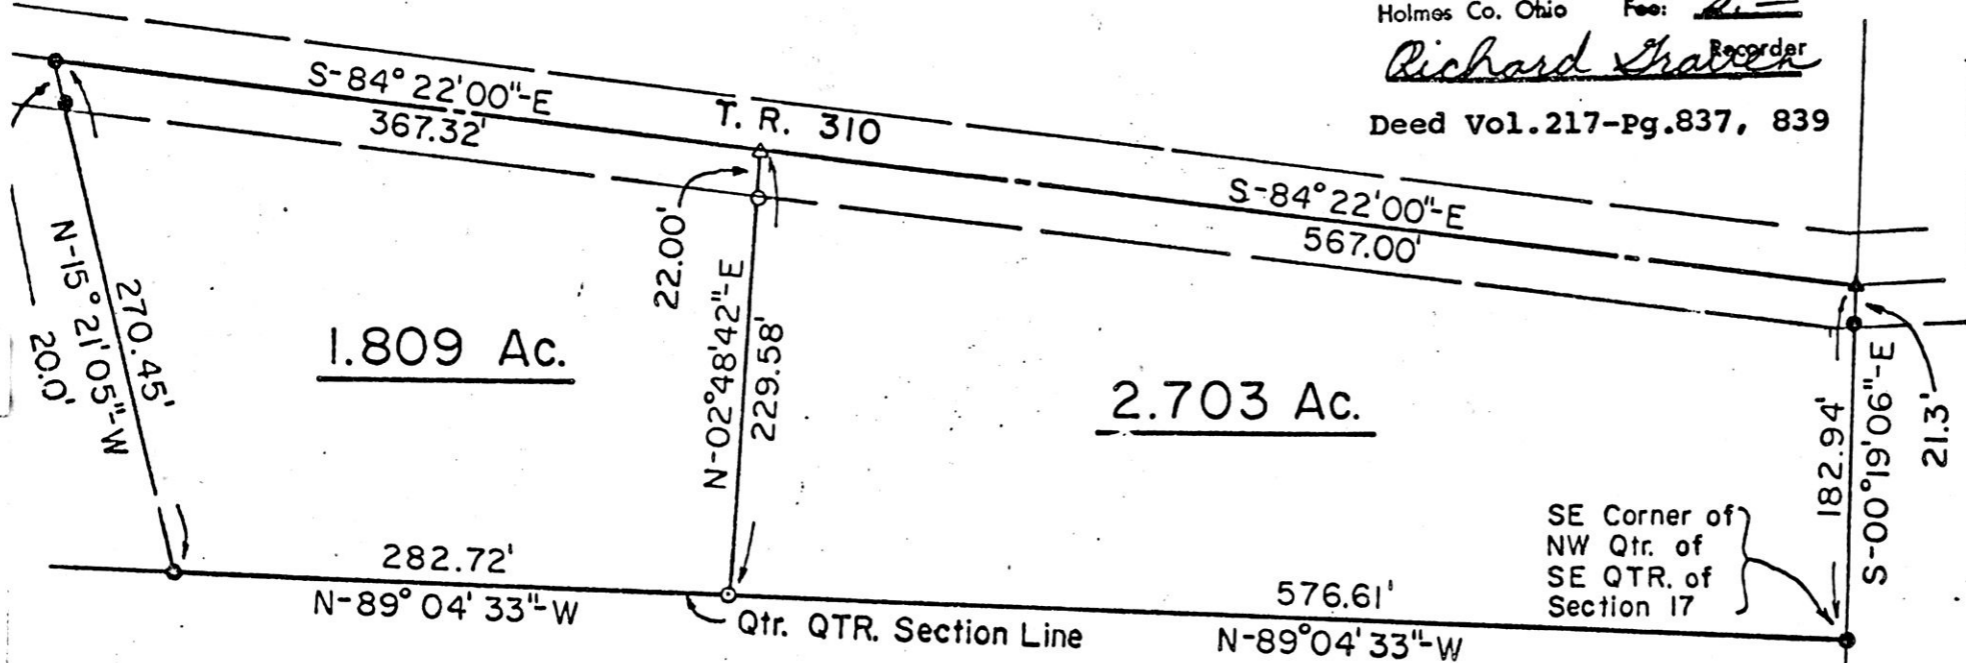 Holmes Co. Ohio Fee:
Richard Graven
Recorder
Deed Vol.217-Pg.837, 839
S-84°22'00"-E
367.32'
T. R. 310
S-84°22'00"-E
567.00'
22.00'
N-15°21'05"-W
270.45'
20.0'
1.809 Ac.
N-02°48'42"-E
229.58'
2.703 Ac.
182.94'
S-00°19'06"-E
21.3'
SE Corner of
NW Qtr. of
SE QTR. of
Section 17
282.72'
N-89°04'33"-W
Qtr. QTR. Section Line
576.61'
N-89°04'33"-W